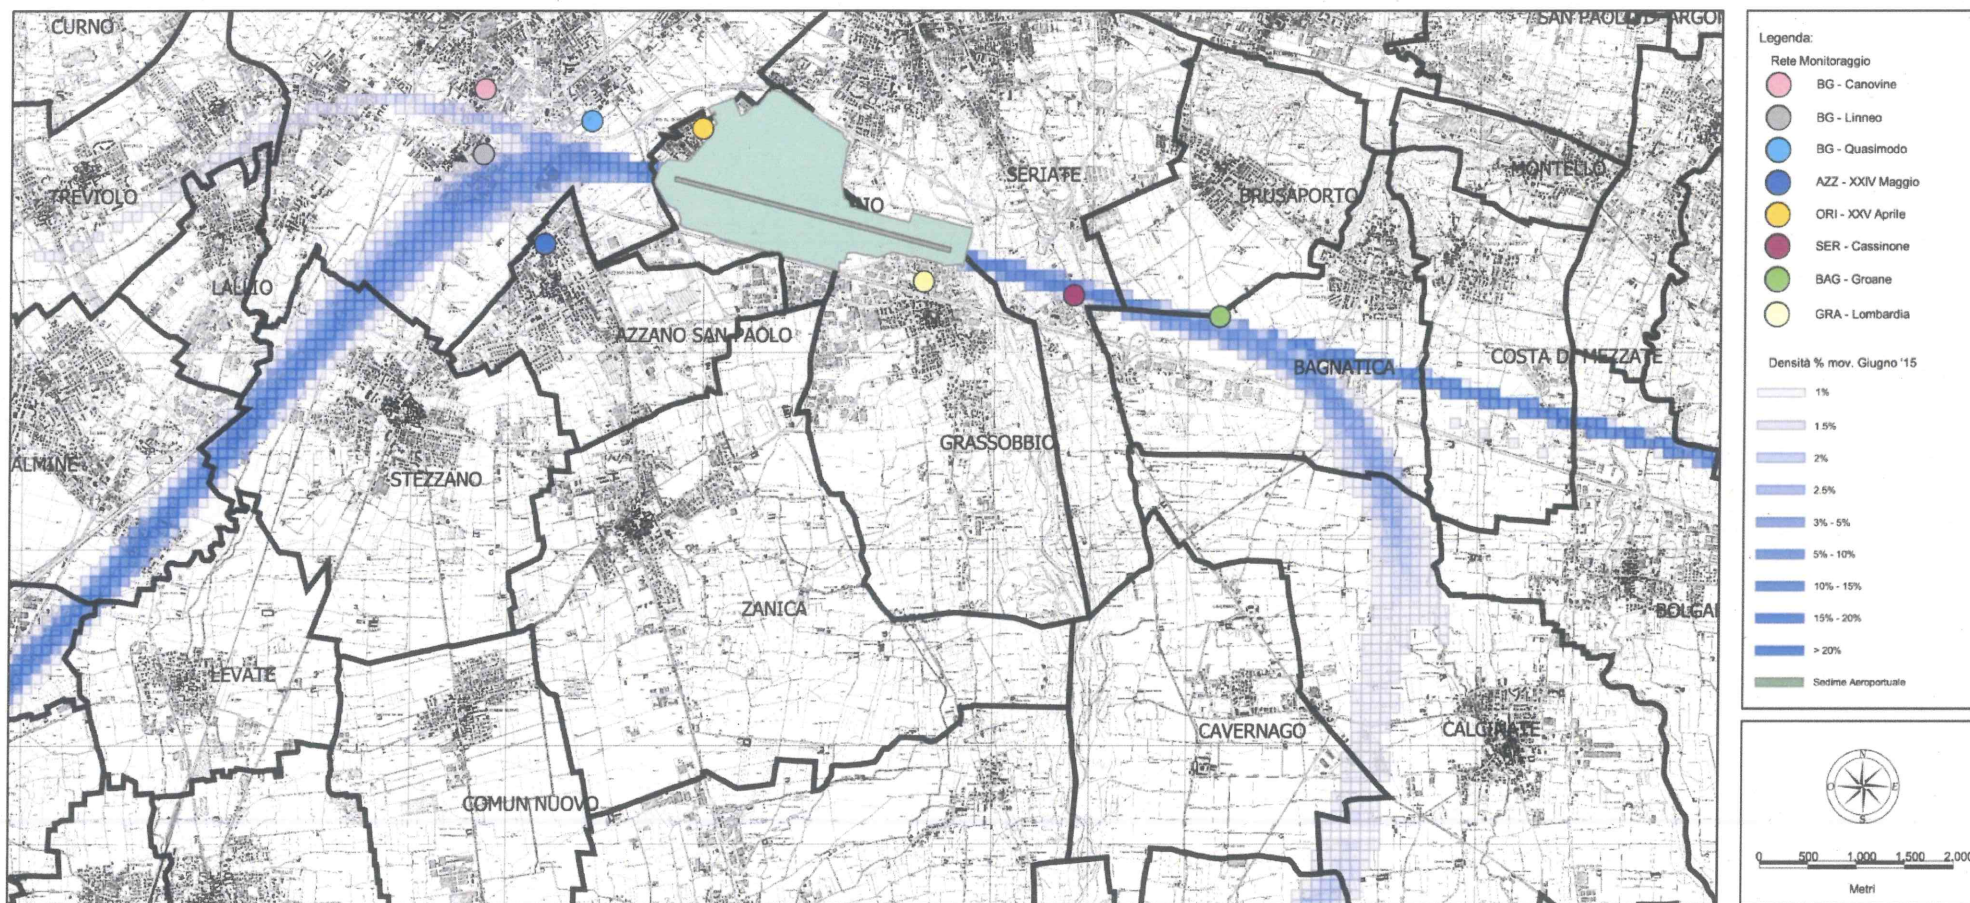 CURNO
SAN PAOLO D'ARGON
TREVIOLO
SERIATE
MONTELLO
BRUSAPORTO
LALLIO
AZZANO SAN PAOLO
BAGNATICA
COSTA DI MEZZATE
GRASSOBBIO
ALMINE
STEZZANO
ZANICA
BOLGAR
LEVATE
CAVERNAGO
CALCINATE
COMUN NUOVO
Legenda:
Rete Monitoraggio
BG - Canovine
BG - Linneo
BG - Quasimodo
AZZ - XXIV Maggio
ORI - XXV Aprile
SER - Cassinone
BAG - Groane
GRA - Lombardia
Densità % mov. Giugno '15
1%
1.5%
2%
2.5%
3% - 5%
5% - 10%
10% - 15%
15% - 20%
> 20%
Sedime Aeroportuale
N
O
E
S
0 500 1,000 1,500 2,000
Metri